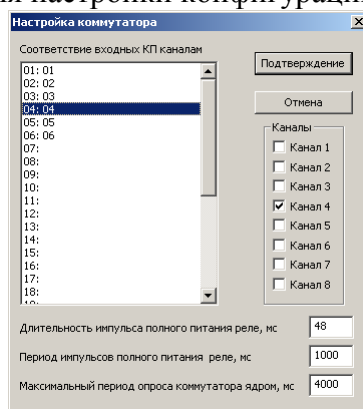 я настройки конфигураци
Настройка коммутатора
Соответствие входных КП каналам
Подтверждение
01: 01
02: 02
03: 03
04: 04
05: 05
06: 06
07:
08:
09:
10:
11:
12:
13:
14:
15:
16:
17:
18:
Отмена
Каналы
Канал 1
Канал 2
Канал 3
Канал 4
Канал 5
Канал 6
Канал 7
Канал 8
Длительность импульса полного питания реле, мс 48
Период импульсов полного питания реле, мс 1000
Максимальный период опроса коммутатора ядром, мс 4000